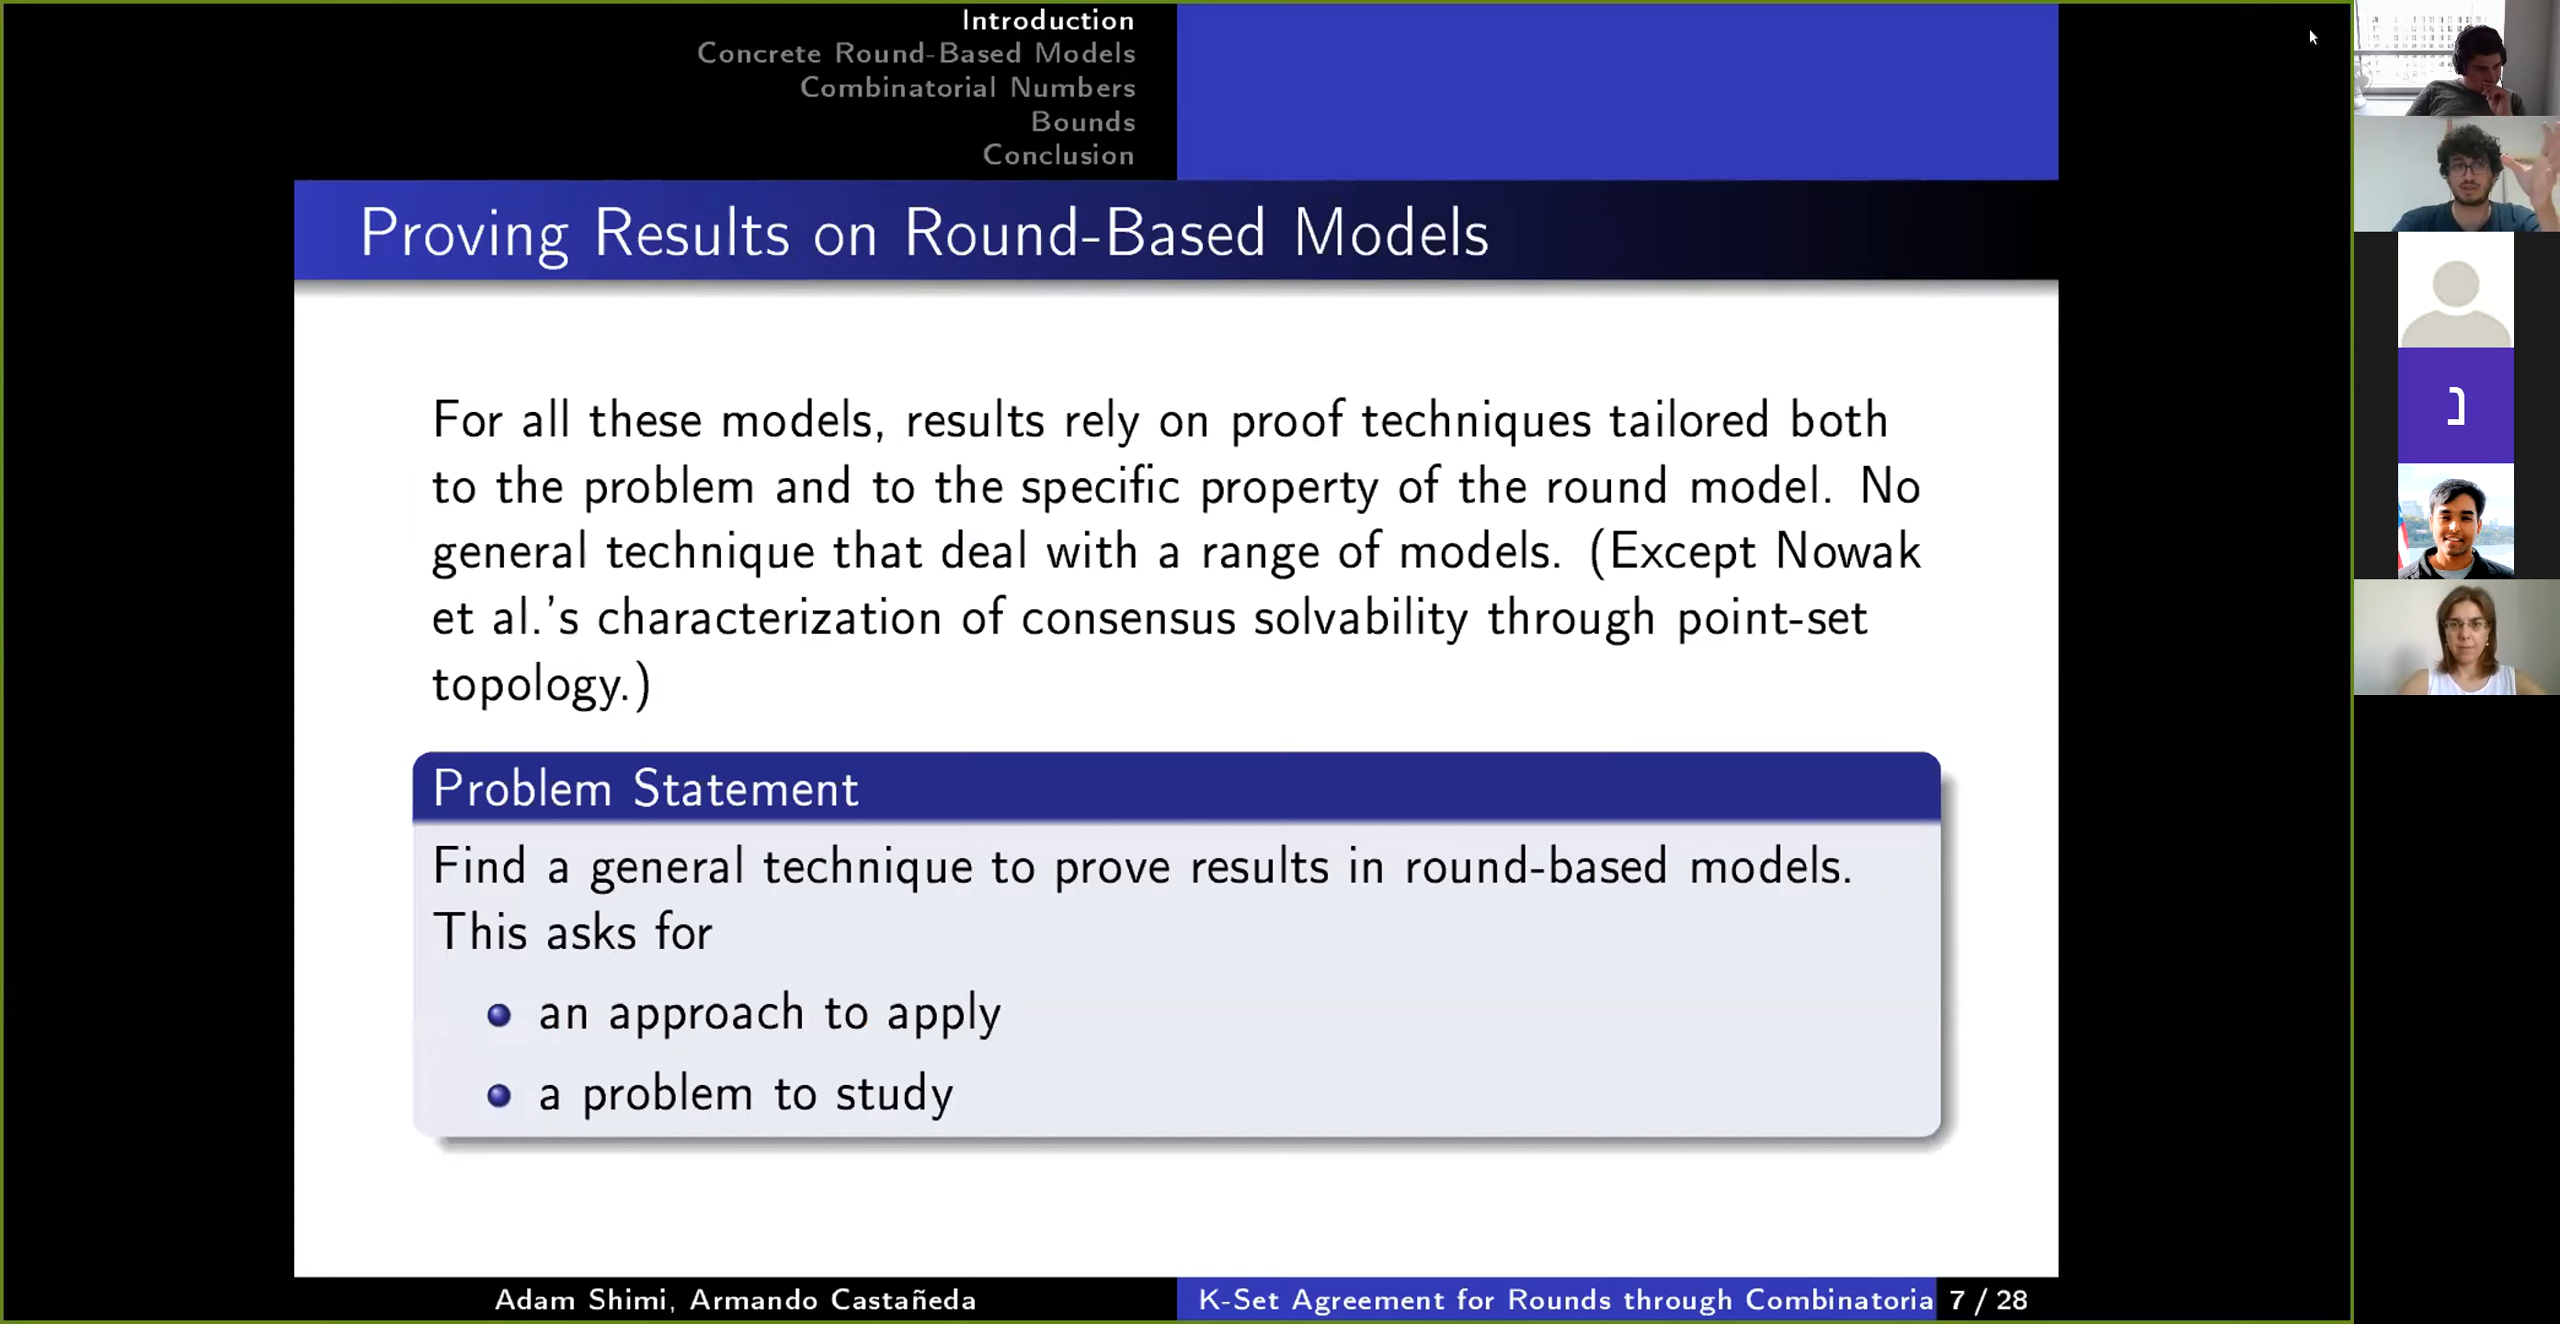 Introduction
Concrete Round-Based Models
Combinatorial Numbers
Bounds
Conclusion
Proving Results on Round-Based Models
For all these models, results rely on proof techniques tailored both
to the problem and to the specific property of the round model. No
general technique that deal with a range of models. (Except Nowak
et al.'s characterization of consensus solvability through point-set
topology.)
Problem Statement
Find a general technique to prove results in round-based models.
This asks for
an approach to apply
a problem to study
נ
Adam Shimi, Armando Castañeda
K-Set Agreement for Rounds through Combinatoria
7 / 28